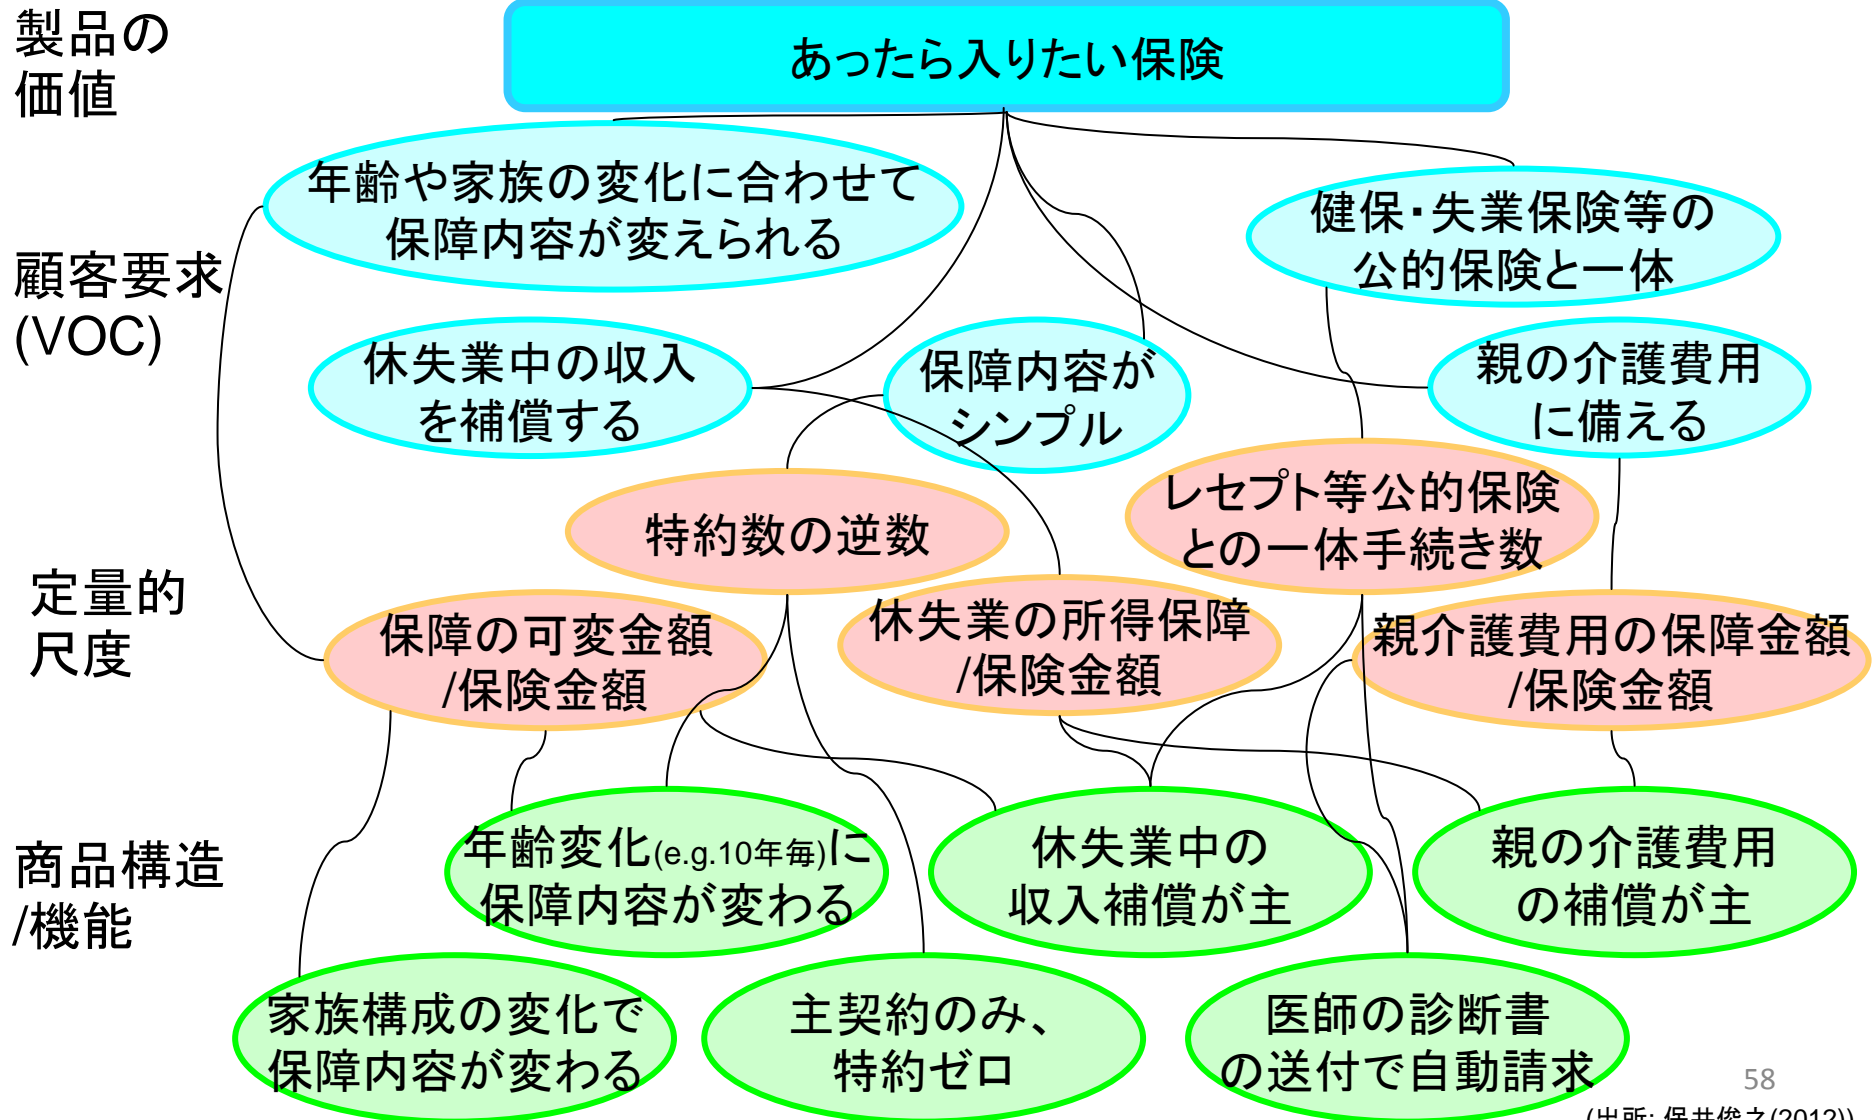 製品の
価値
あったら入りたい保険
年齢や家族の変化に合わせて
保障内容が変えられる
健保・失業保険等の
公的保険と一体
顧客要求
(VOC)
休失業中の収入
を補償する
保障内容が
シンプル
親の介護費用
に備える
特約数の逆数
レセプト等公的保険
との一体手続き数
定量的
尺度
保障の可変金額
/保険金額
休失業の所得保障
/保険金額
親介護費用の保障金額
/保険金額
商品構造
/機能
年齢変化(e.g.10年毎)に
保障内容が変わる
休失業中の
収入補償が主
親の介護費用
の補償が主
家族構成の変化で
保障内容が変わる
主契約のみ、
特約ゼロ
医師の診断書
の送付で自動請求
58
(出所: 保井俊之(2012))